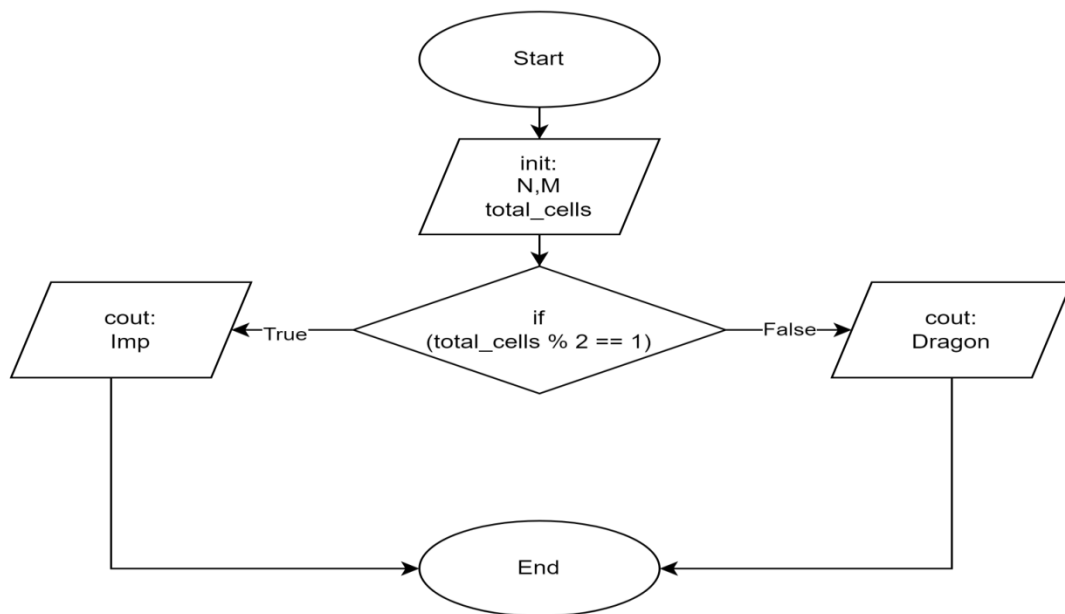 Start
init:
N,M
total_cells
if
(total_cells % 2 == 1)
True
False
cout:
Imp
cout:
Dragon
End